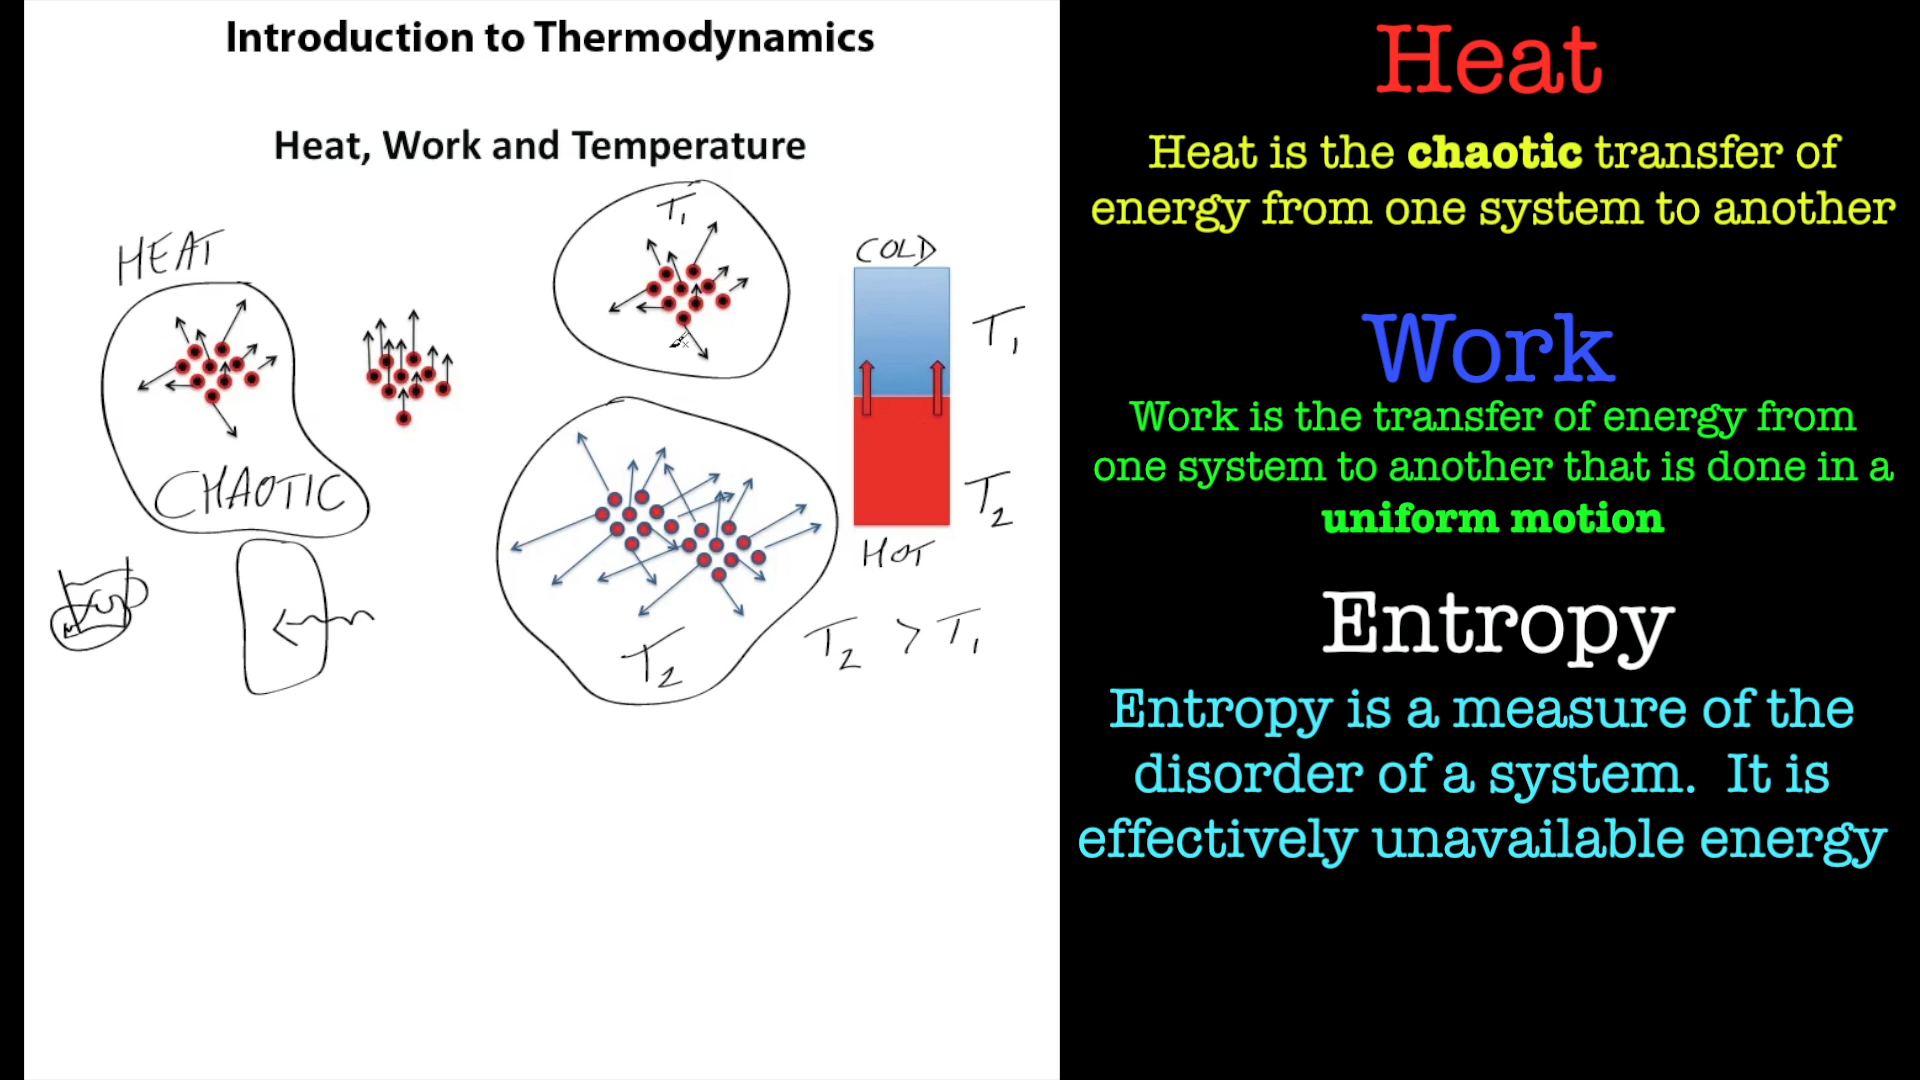 Introduction to Thermodynamics
Heat, Work and Temperature
HEAT
CHAOTIC
T1
T2
COLD
T1
T2
HOT
T2 > T1
Heat
Heat is the chaotic transfer of
energy from one system to another
Work
Work is the transfer of energy from
one system to another that is done in a
uniform motion
Entropy
Entropy is a measure of the
disorder of a system. It is
effectively unavailable energy